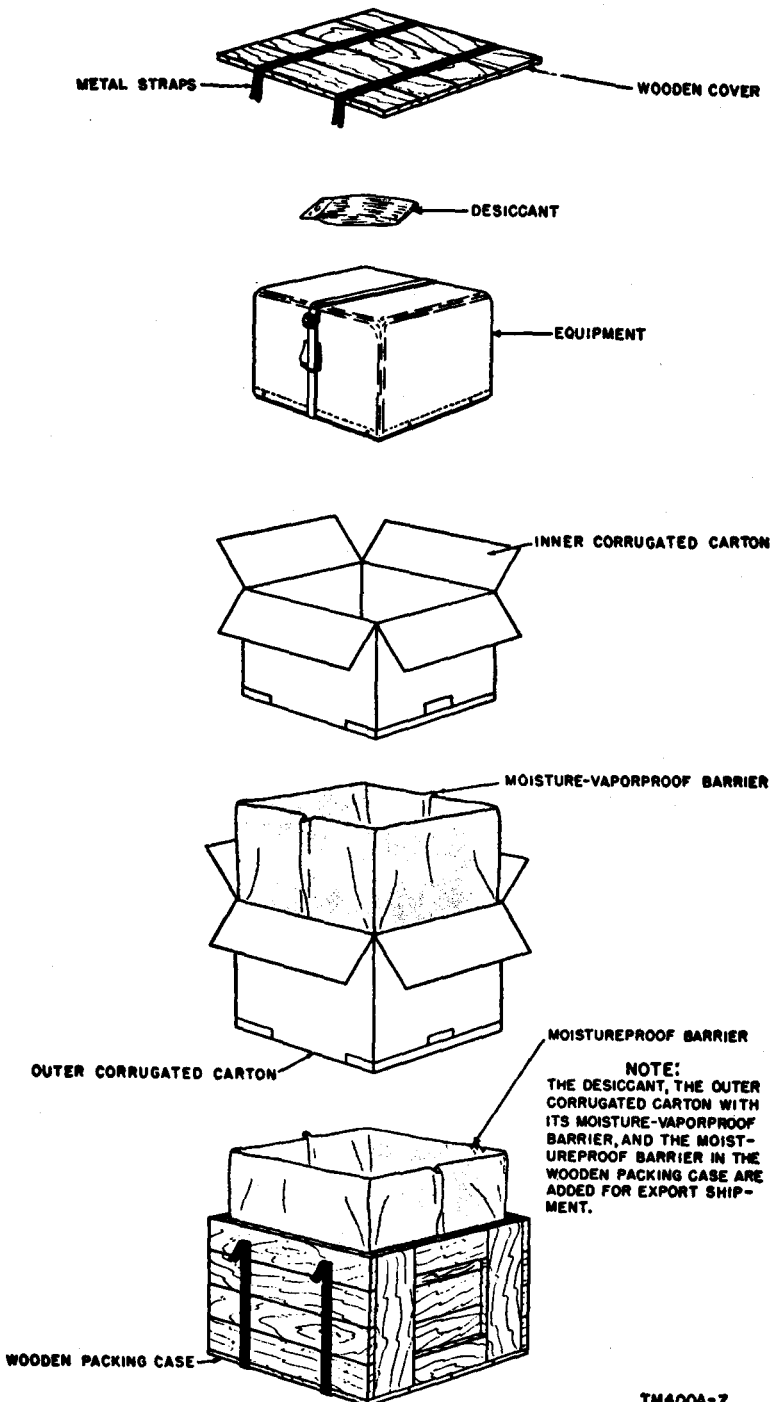 METAL STRAPS
WOODEN COVER
DESICCANT
EQUIPMENT
INNER CORRUGATED CARTON
MOISTURE-VAPORPROOF BARRIER
OUTER CORRUGATED CARTON
MOISTUREPROOF BARRIER
NOTE:
THE DESICCANT, THE OUTER
CORRUGATED CARTON WITH
ITS MOISTURE-VAPORPROOF
BARRIER, AND THE MOIST-
UREPROOF BARRIER IN THE
WOODEN PACKING CASE ARE
ADDED FOR EXPORT SHIP-
MENT.
WOODEN PACKING CASE
TM400A-7